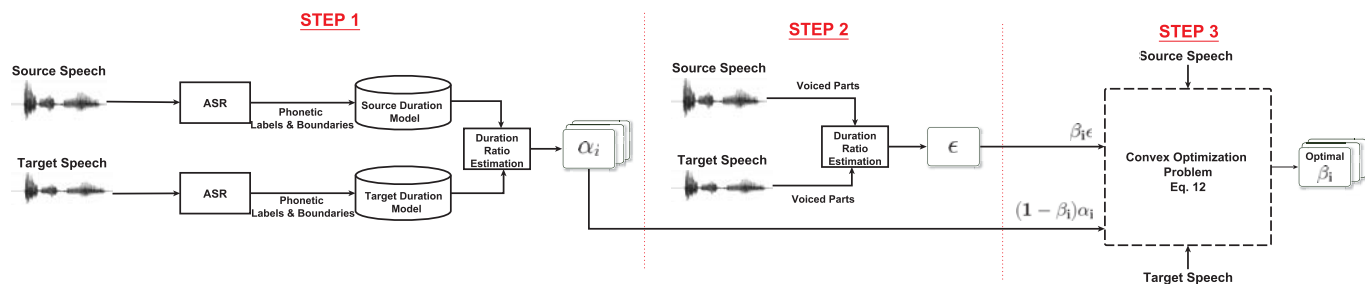 STEP 1
Source Speech
ASR
Phonetic
Labels & Boundaries
Source Duration
Model
Target Speech
ASR
Phonetic
Labels & Boundaries
Target Duration
Model
Duration
Ratio
Estimation
αᵢ
STEP 2
Source Speech
Voiced Parts
Target Speech
Voiced Parts
Duration
Ratio
Estimation
ϵ
STEP 3
Source Speech
βᵢϵ
(1 − βᵢ)αᵢ
Convex Optimization
Problem
Eq. 12
Target Speech
Optimal
βᵢ